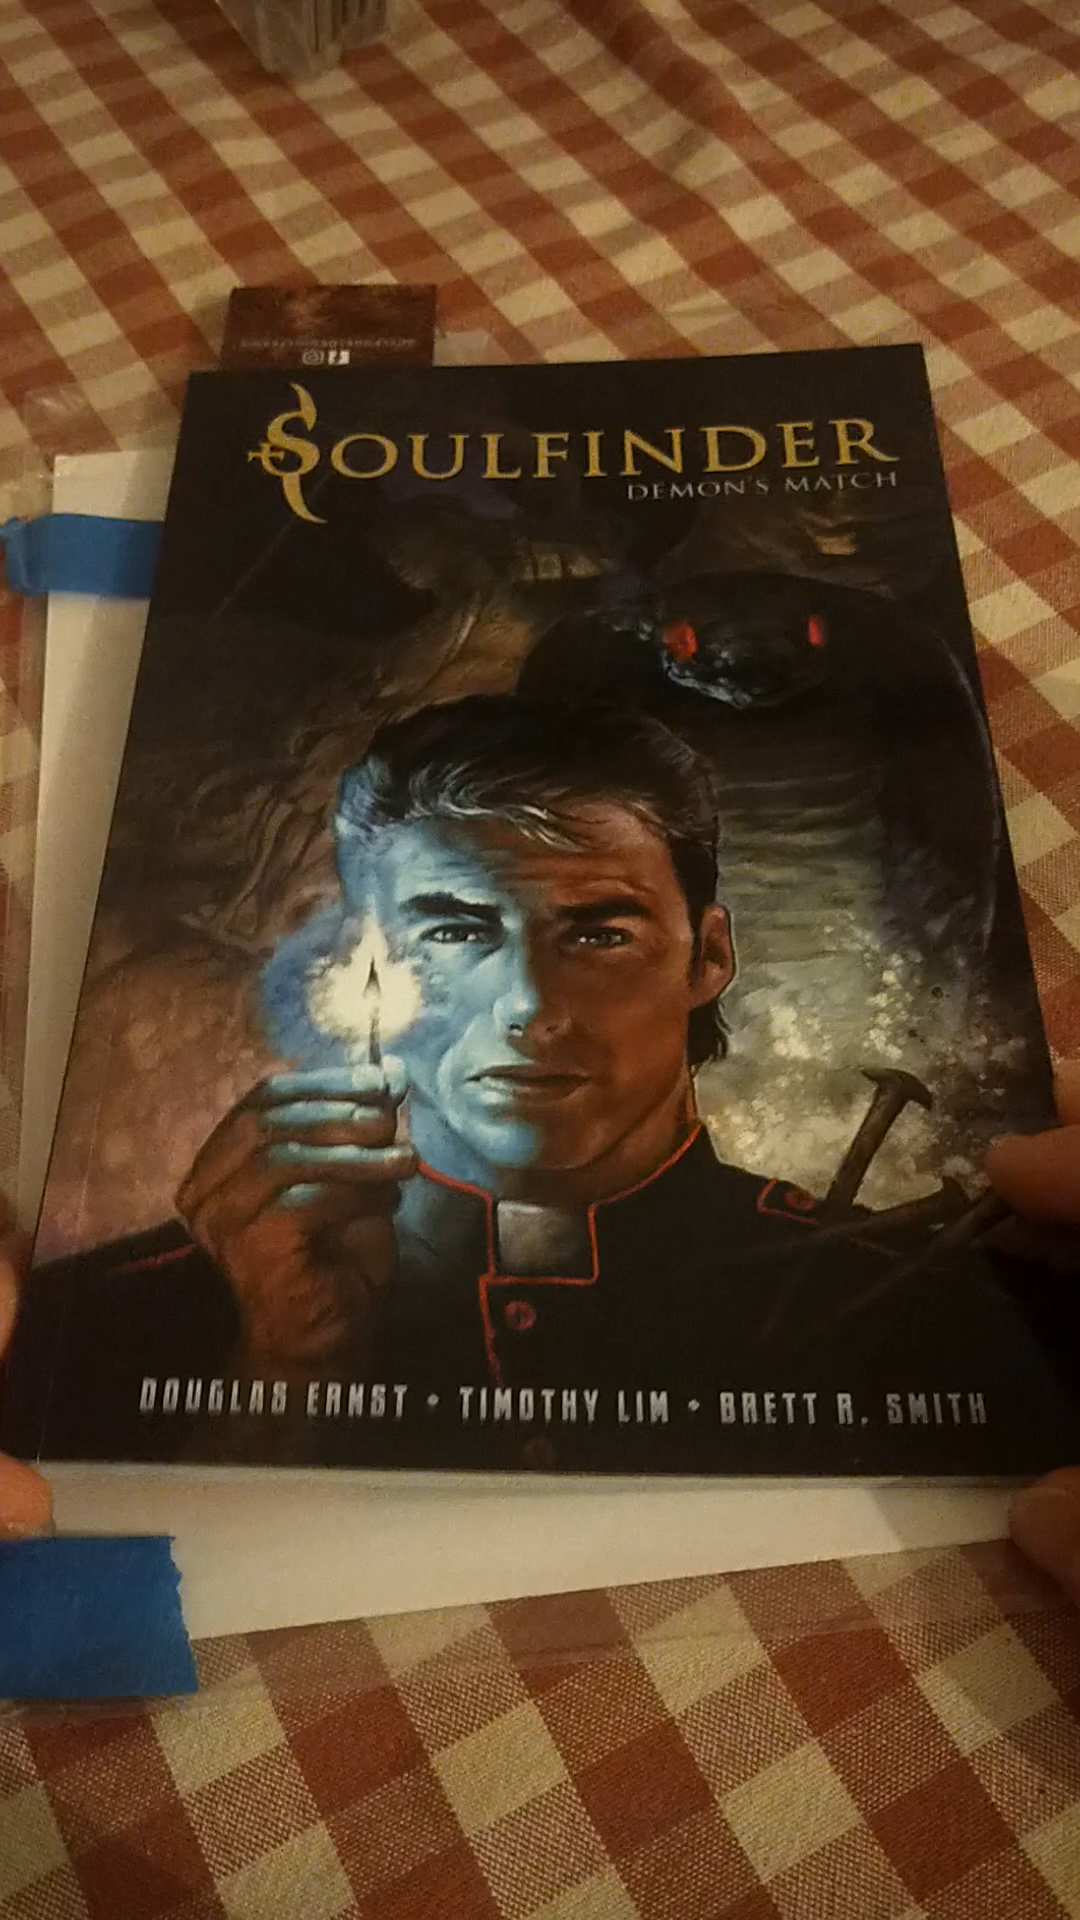 SOULFINDER
DEMON'S MATCH
DOUGLAS ERNST • TIMOTHY LIM • BRETT R. SMITH